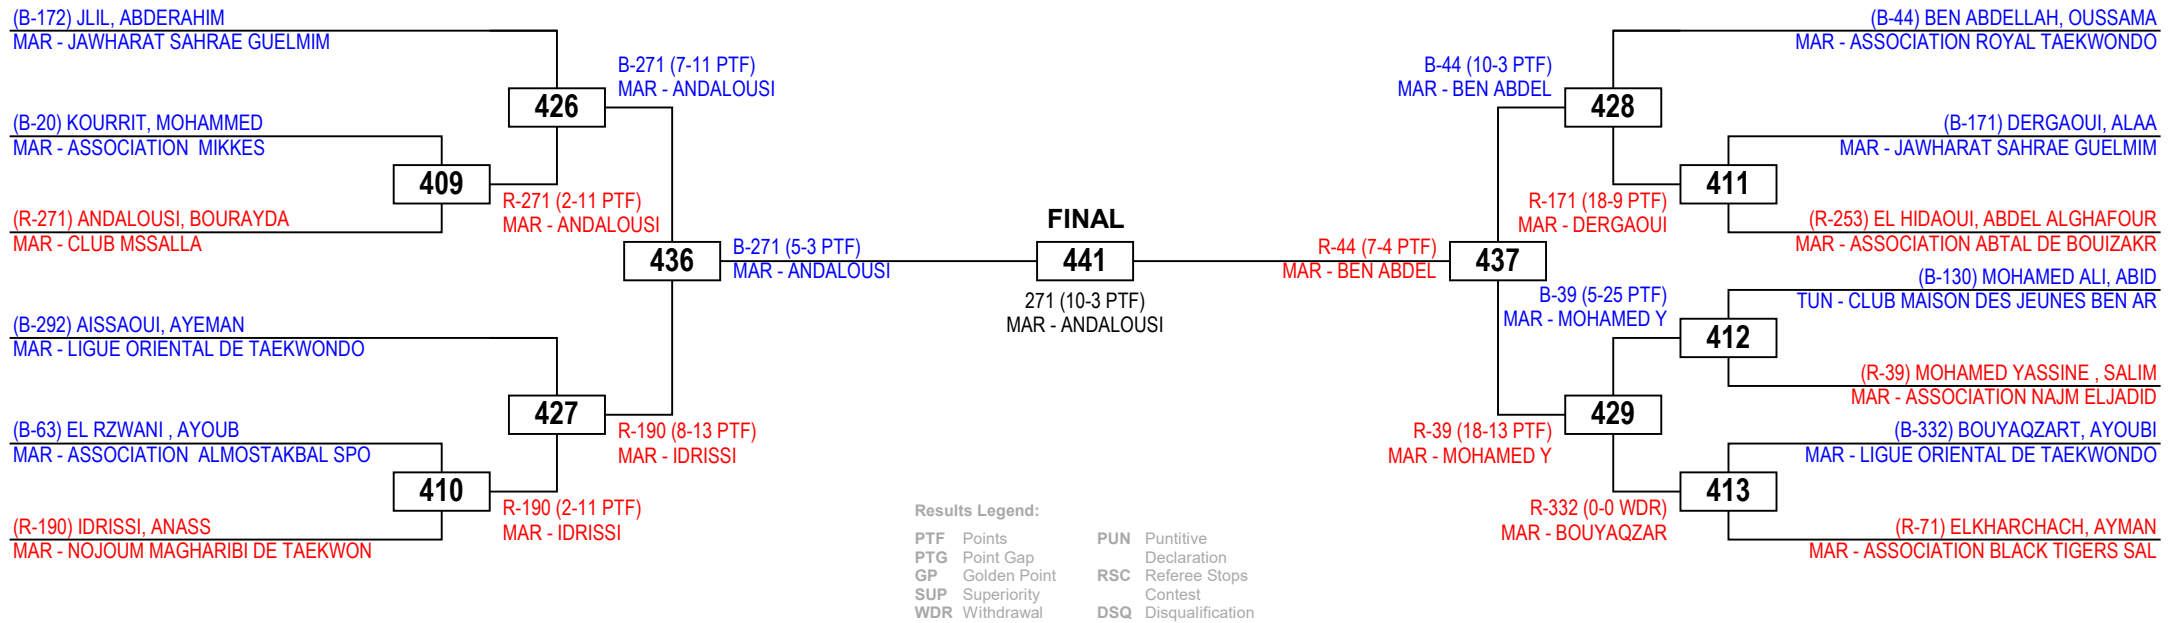 (B-172) JLIL, ABDERAHIM
MAR - JAWHARAT SAHRAE GUELMIM
(B-20) KOURRIT, MOHAMMED
MAR - ASSOCIATION  MIKKES
(R-271) ANDALOUSI, BOURAYDA
MAR - CLUB MSSALLA
(B-292) AISSAOUI, AYEMAN
MAR - LIGUE ORIENTAL DE TAEKWONDO
(B-63) EL RZWANI , AYOUB
MAR - ASSOCIATION  ALMOSTAKBAL SPO
(R-190) IDRISSI, ANASS
MAR - NOJOUM MAGHARIBI DE TAEKWON
409
R-271 (2-11 PTF)
MAR - ANDALOUSI
410
R-190 (2-11 PTF)
MAR - IDRISSI
426
B-271 (7-11 PTF)
MAR - ANDALOUSI
427
R-190 (8-13 PTF)
MAR - IDRISSI
436
B-271 (5-3 PTF)
MAR - ANDALOUSI
FINAL
441
271 (10-3 PTF)
MAR - ANDALOUSI
R-44 (7-4 PTF)
MAR - BEN ABDEL
437
B-44 (10-3 PTF)
MAR - BEN ABDEL
428
R-39 (18-13 PTF)
MAR - MOHAMED Y
429
R-171 (18-9 PTF)
MAR - DERGAOUI
411
B-39 (5-25 PTF)
MAR - MOHAMED Y
412
R-332 (0-0 WDR)
MAR - BOUYAQZAR
413
(B-44) BEN ABDELLAH, OUSSAMA
MAR - ASSOCIATION ROYAL TAEKWONDO
(B-171) DERGAOUI, ALAA
MAR - JAWHARAT SAHRAE GUELMIM
(R-253) EL HIDAOUI, ABDEL ALGHAFOUR
MAR - ASSOCIATION ABTAL DE BOUIZAKR
(B-130) MOHAMED ALI, ABID
TUN - CLUB MAISON DES JEUNES BEN AR
(R-39) MOHAMED YASSINE , SALIM
MAR - ASSOCIATION NAJM ELJADID
(B-332) BOUYAQZART, AYOUBI
MAR - LIGUE ORIENTAL DE TAEKWONDO
(R-71) ELKHARCHACH, AYMAN
MAR - ASSOCIATION BLACK TIGERS SAL
Results Legend:
PTF Points
PTG Point Gap
GP Golden Point
SUP Superiority
WDR Withdrawal
PUN Puntitive
Declaration
RSC Referee Stops
Contest
DSQ Disqualification